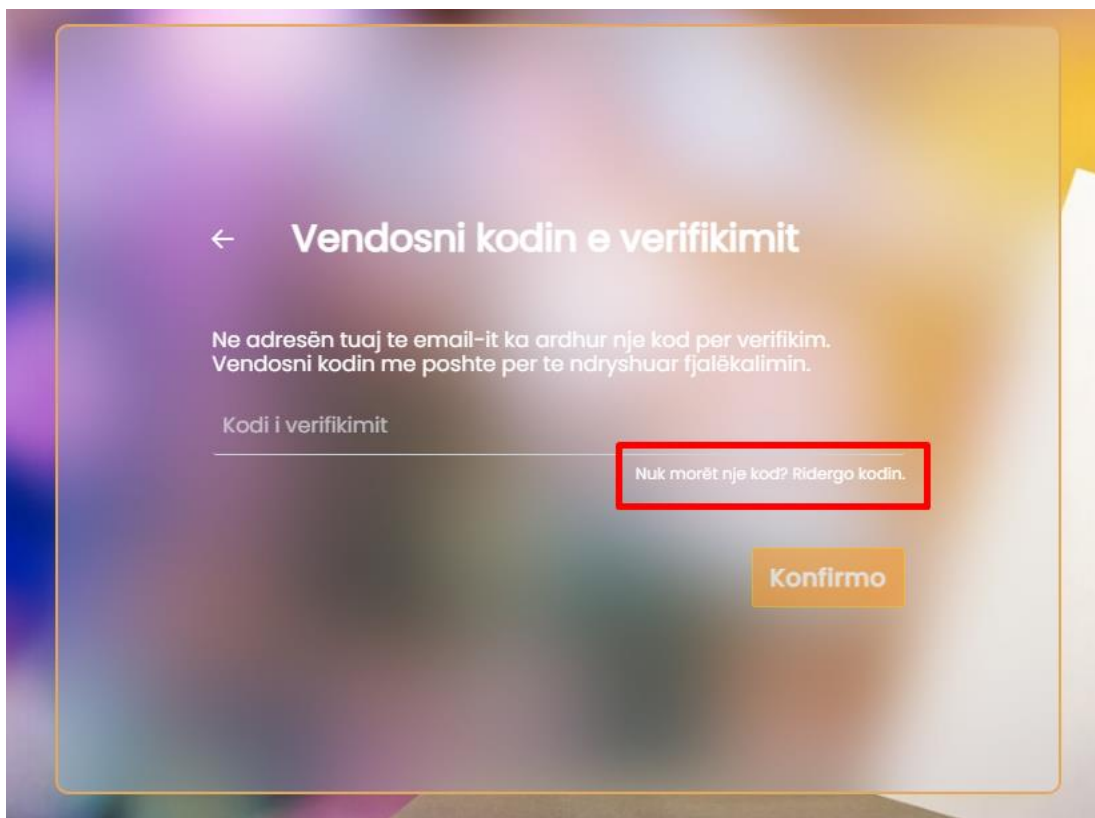 ← Vendosni kodin e verifikimit
Ne adresën tuaj te email-it ka ardhur nje kod per verifikim.
Vendosni kodin me poshte per te ndryshuar fjalëkalimin.
Kodi i verifikimit
Nuk morët nje kod? Ridergo kodin.
Konfirmo